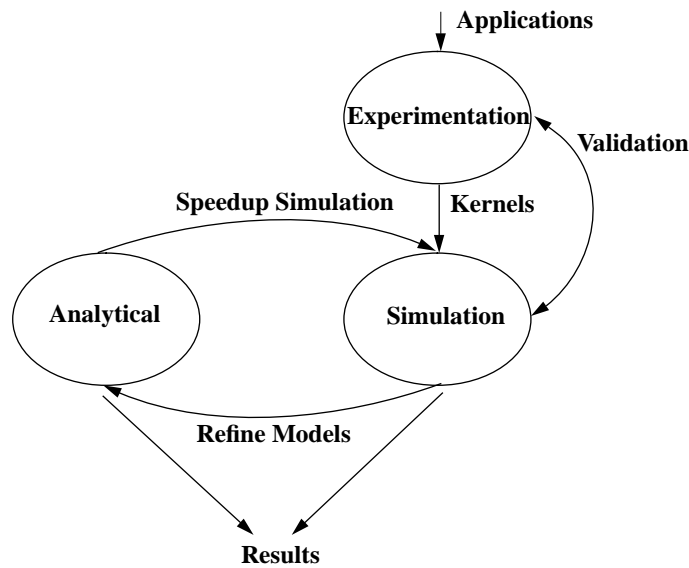 Applications
Experimentation
Validation
Speedup Simulation
Kernels
Analytical
Simulation
Refine Models
Results